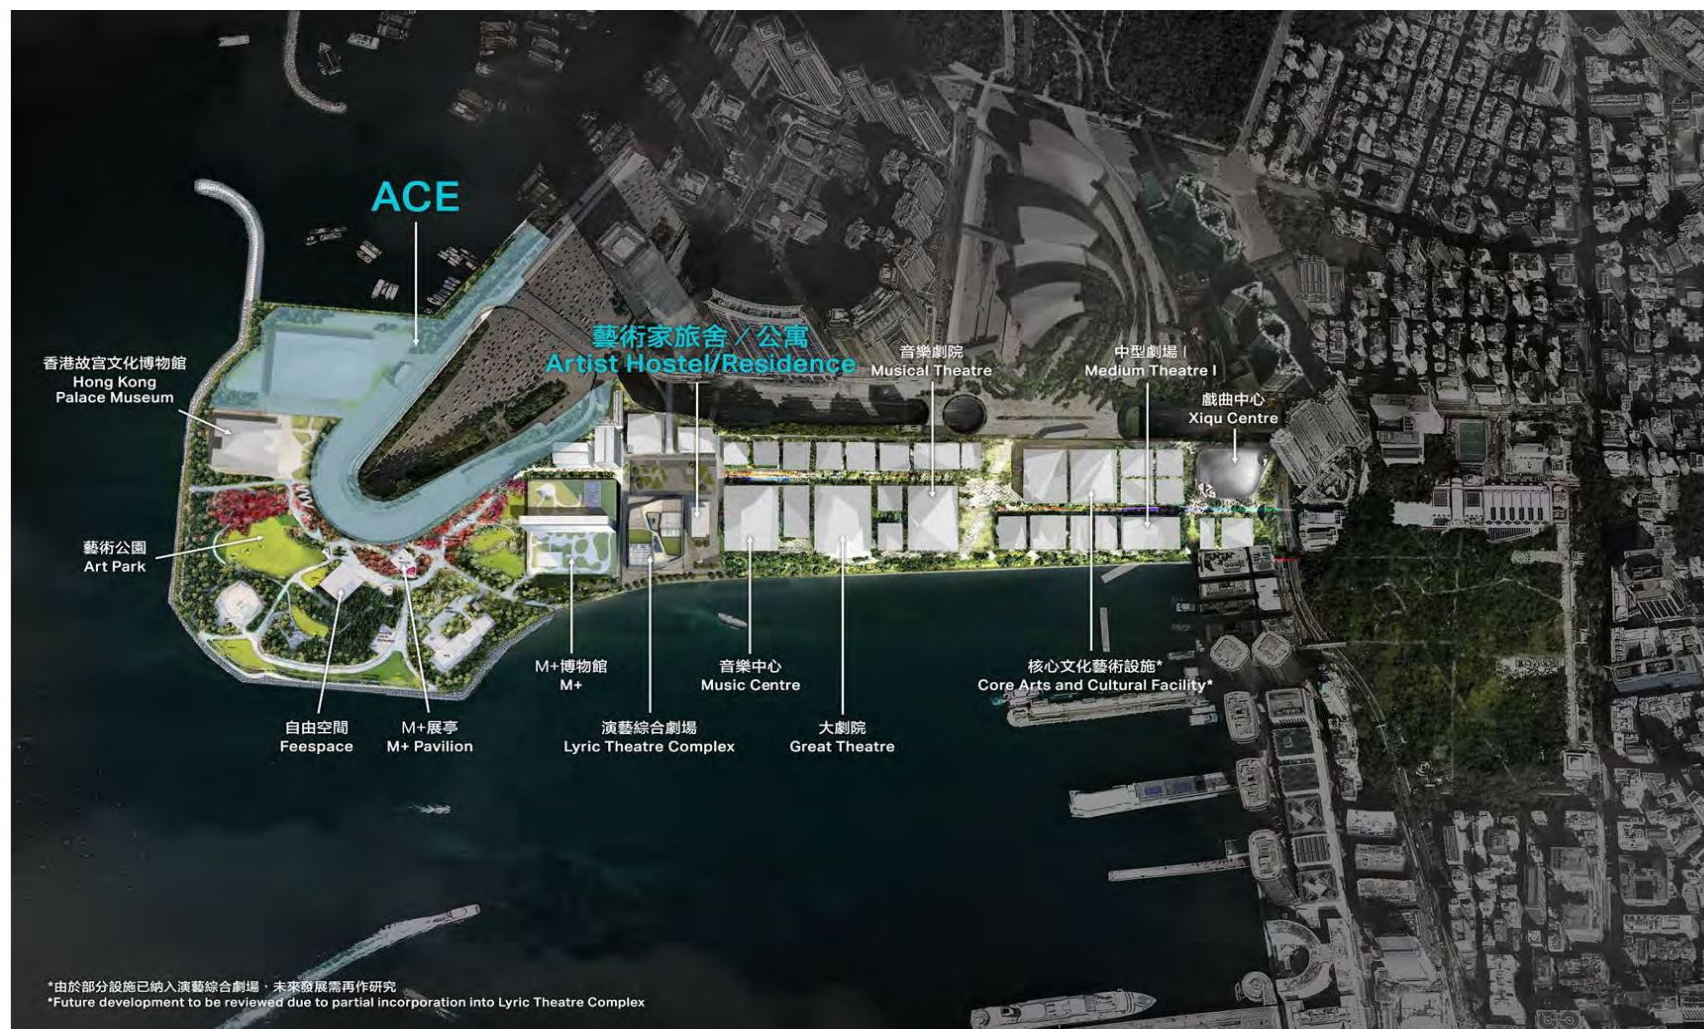 ACE
藝術家旅舍／公寓
Artist Hostel/Residence
音樂劇院
Musical Theatre
中型劇場 I
Medium Theatre I
戲曲中心
Xiqu Centre
香港故宮文化博物館
Hong Kong
Palace Museum
藝術公園
Art Park
M+博物館
M+
音樂中心
Music Centre
核心文化藝術設施*
Core Arts and Cultural Facility*
自由空間
Feespace
M+展亭
M+ Pavilion
演藝綜合劇場
Lyric Theatre Complex
大劇院
Great Theatre
*由於部分設施已納入演藝綜合劇場，未來發展需再作研究
*Future development to be reviewed due to partial incorporation into Lyric Theatre Complex